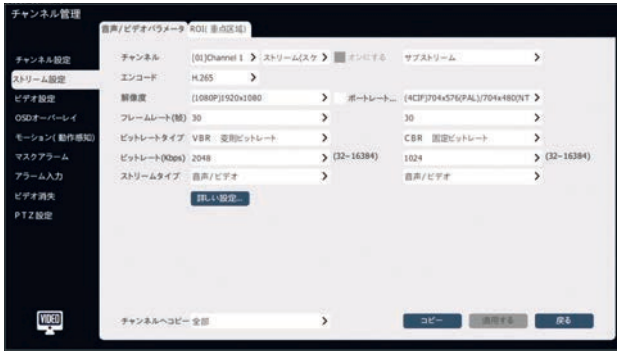 チャンネル管理
音声/ビデオパラメータ ROI(重点区域)
チャンネル設定
ストリーム設定
ビデオ設定
OSDオーバーレイ
モーション(動作感知)
マスクアラーム
アラーム入力
ビデオ消失
PTZ設定
チャンネル [01]Channel 1 > ストリーム(スケ > オンにする サブストリーム >
エンコード H.265 >
解像度 (1080P)1920x1080 > ポートレート... (4CIF)704x576(PAL)/704x480(NT >
フレームレート(帧) 30 > 30 >
ビットレートタイプ VBR 変則ビットレート > CBR 固定ビットレート >
ビットレート(Kbps) 2048 > (32~16384) 1024 > (32~16384)
ストリームタイプ 音声/ビデオ > 音声/ビデオ >
詳しい設定...
VIDEO
チャンネルへコピー 全部 > コピー 適用する 戻る